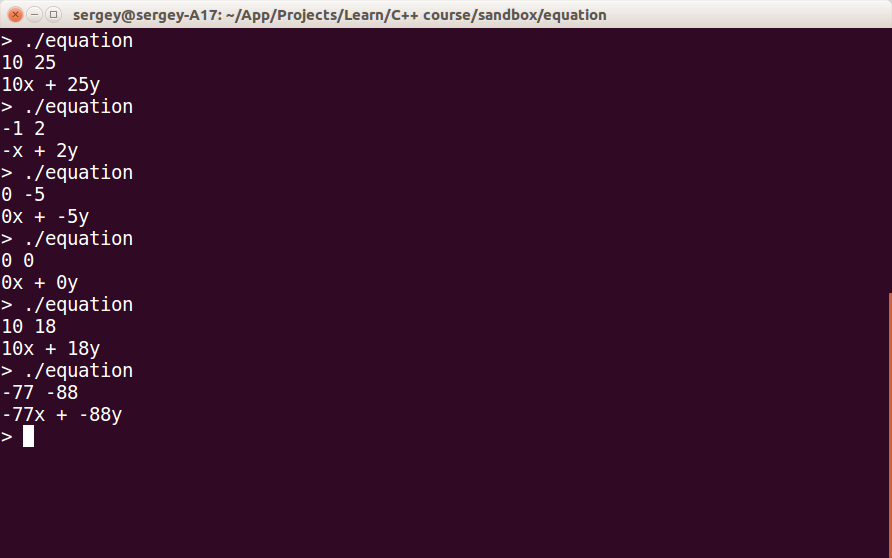 sergey@sergey-A17: ~/App/Projects/Learn/C++ course/sandbox/equation
> ./equation
10 25
10x + 25y
> ./equation
-1 2
-x + 2y
> ./equation
0 -5
0x + -5y
> ./equation
0 0
0x + 0y
> ./equation
10 18
10x + 18y
> ./equation
-77 -88
-77x + -88y
>